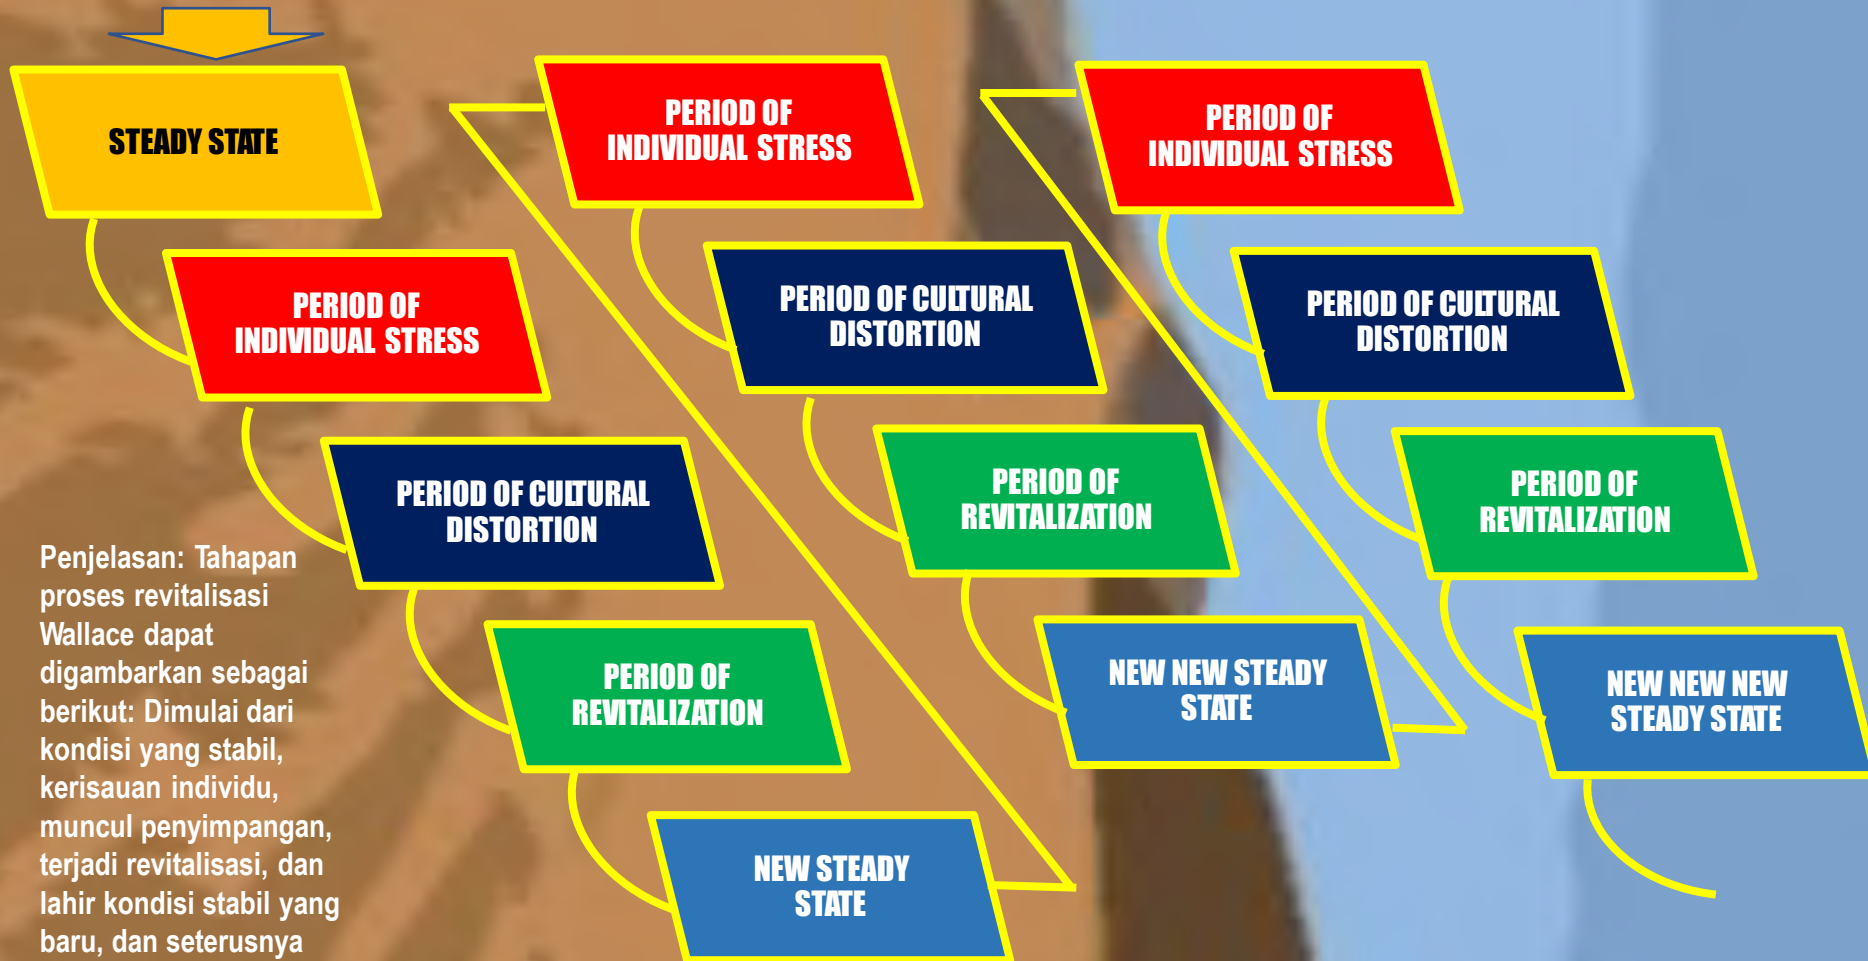 STEADY STATE
PERIOD OF
INDIVIDUAL STRESS
PERIOD OF CULTURAL
DISTORTION
PERIOD OF
REVITALIZATION
NEW STEADY
STATE
PERIOD OF
INDIVIDUAL STRESS
PERIOD OF CULTURAL
DISTORTION
PERIOD OF
REVITALIZATION
NEW NEW STEADY
STATE
PERIOD OF
INDIVIDUAL STRESS
PERIOD OF CULTURAL
DISTORTION
PERIOD OF
REVITALIZATION
NEW NEW NEW
STEADY STATE
Penjelasan: Tahapan
proses revitalisasi
Wallace dapat
digambarkan sebagai
berikut: Dimulai dari
kondisi yang stabil,
kerisauan individu,
muncul penyimpangan,
terjadi revitalisasi, dan
lahir kondisi stabil yang
baru, dan seterusnya